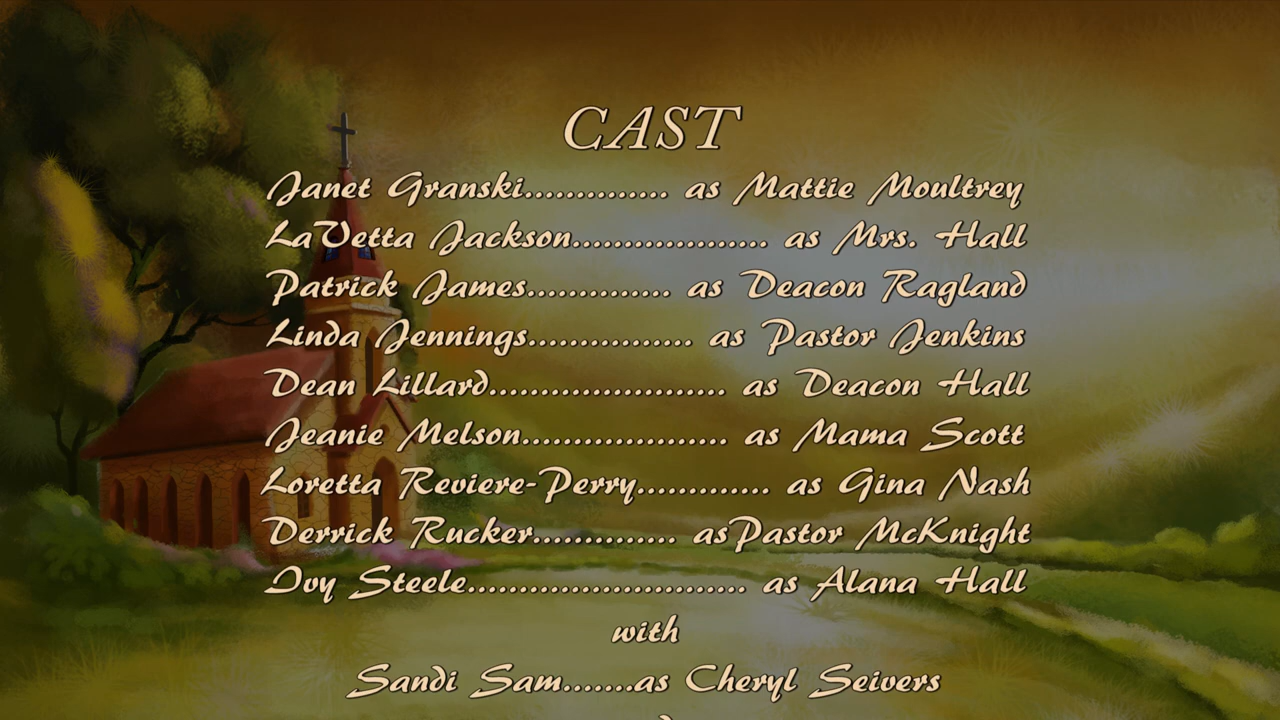 CAST
Janet Granski.............. as Mattie Moultrey
LaVetta Jackson................... as Mrs. Hall
Patrick James.............. as Deacon Ragland
Linda Jennings................ as Pastor Jenkins
Dean Lillard....................... as Deacon Hall
Jeanie Melson.................... as Mama Scott
Loretta Reviere-Perry............. as Gina Nash
Derrick Rucker.............. asPastor McKnight
Ivy Steele........................... as Alana Hall
with
Sandi Sam.......as Cheryl Seivers